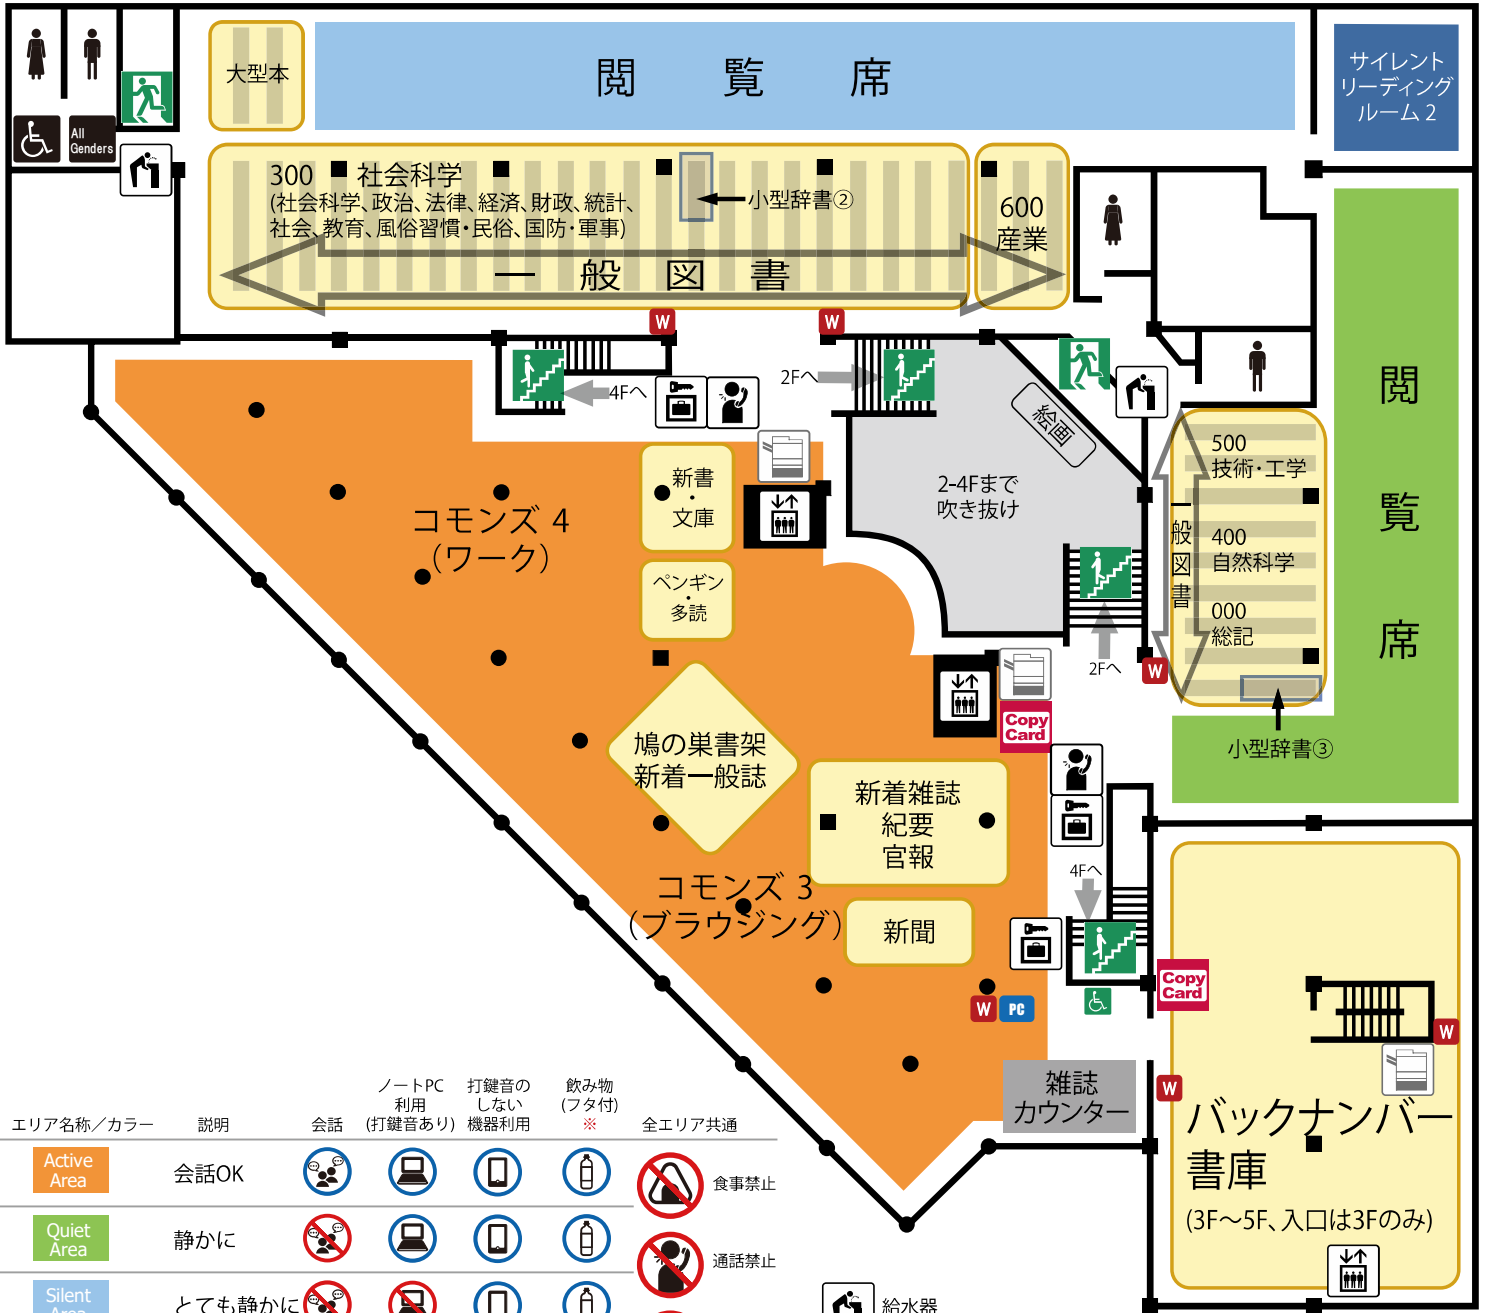 大型本
閲覧席
サイレント
リーディング
ルーム 2
All
Genders
300 社会科学
(社会科学、政治、法律、経済、財政、統計、
社会、教育、風俗習慣・民俗、国防・軍事)
小型辞書②
600
産業
一般図書
W
W
4Fへ
2Fへ
絵画
2-4Fまで
吹き抜け
2Fへ
W
500
技術・工学
400
自然科学
000
総記
一般図書
小型辞書③
閲覧席
コモンズ 4
(ワーク)
新書
・
文庫
ペンギン
・
多読
鳩の巣書架
新着一般誌
Copy
Card
新着雑誌
紀要
官報
新聞
コモンズ 3
(ブラウジング)
4Fへ
W
PC
Copy
Card
雑誌
カウンター
W
W
バックナンバー
書庫
(3F～5F、入口は3Fのみ)
エリア名称／カラー
説明
会話
ノートPC
利用
(打鍵音あり)
打鍵音の
しない
機器利用
飲み物
(フタ付)
※
全エリア共通
Active
Area
会話OK
食事禁止
Quiet
Area
静かに
通話禁止
Silent
Area
とても静かに
給水器